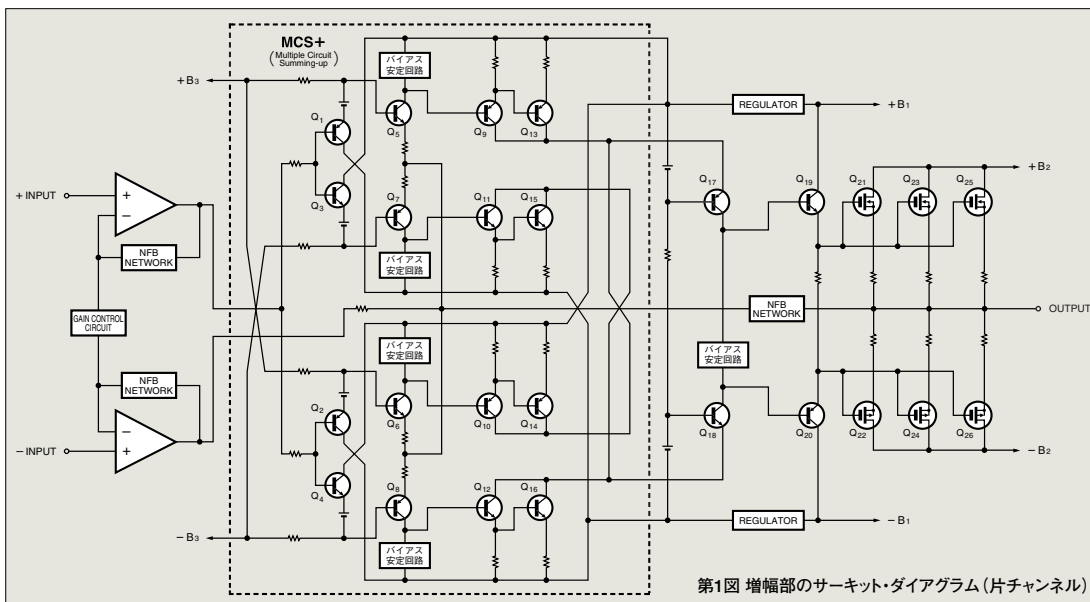 MCS+
(Multiple Circuit
Summing-up)
+B3
Q1
Q3
バイアス
安定回路
Q5
Q9
Q13
Q7
Q11
Q15
バイアス
安定回路
+ INPUT
+
−
NFB
NETWORK
GAIN CONTROL
CIRCUIT
NFB
NETWORK
−
+
− INPUT
バイアス
安定回路
Q2
Q4
Q6
Q10
Q14
Q8
Q12
Q16
バイアス
安定回路
−B3
REGULATOR
+B1
Q17
Q19
Q21
Q23
Q25
+B2
NFB
NETWORK
OUTPUT
バイアス
安定回路
Q18
Q20
Q22
Q24
Q26
−B2
REGULATOR
−B1
第1図 増幅部のサーキット・ダイアグラム(片チャンネル)